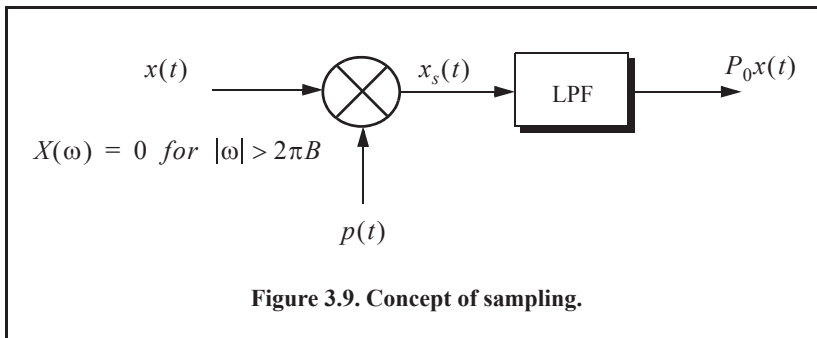 x(t)
x_s(t)
LPF
P_0x(t)
X(ω) = 0 for |ω| > 2πB
p(t)
Figure 3.9. Concept of sampling.